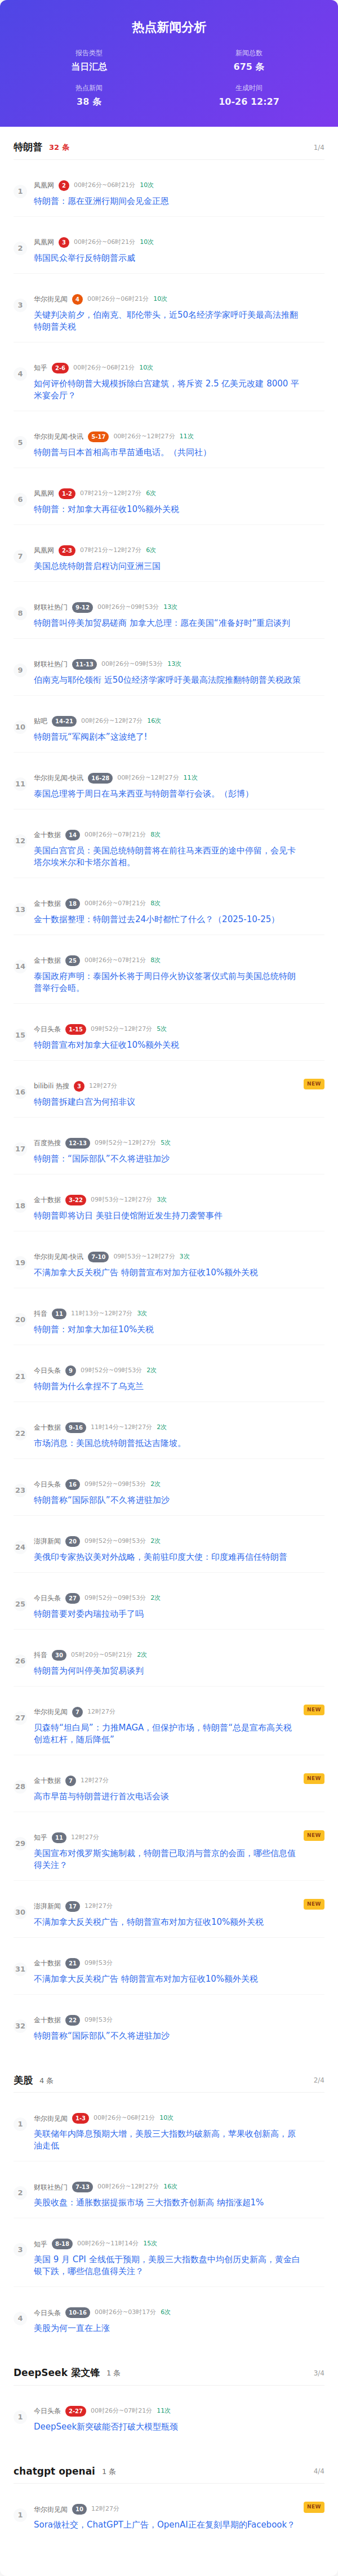 热点新闻分析
报告类型
当日汇总
新闻总数
675 条
热点新闻
38 条
生成时间
10-26 12:27
特朗普 32 条 1/4
1
凤凰网 2 00时26分~06时21分 10次
特朗普：愿在亚洲行期间会见金正恩
2
凤凰网 3 00时26分~06时21分 10次
韩国民众举行反特朗普示威
3
华尔街见闻 4 00时26分~06时21分 10次
关键判决前夕，伯南克、耶伦带头，近50名经济学家呼吁美最高法推翻
特朗普关税
4
知乎 2-6 00时26分~06时21分 10次
如何评价特朗普大规模拆除白宫建筑，将斥资 2.5 亿美元改建 8000 平
米宴会厅？
5
华尔街见闻-快讯 5-17 00时26分~12时27分 11次
特朗普与日本首相高市早苗通电话。（共同社）
6
凤凰网 1-2 07时21分~12时27分 6次
特朗普：对加拿大再征收10%额外关税
7
凤凰网 2-3 07时21分~12时27分 6次
美国总统特朗普启程访问亚洲三国
8
财联社热门 9-12 00时26分~09时53分 13次
特朗普叫停美加贸易磋商 加拿大总理：愿在美国“准备好时”重启谈判
9
财联社热门 11-13 00时26分~09时53分 13次
伯南克与耶伦领衔 近50位经济学家呼吁美最高法院推翻特朗普关税政策
10
贴吧 14-21 00时26分~12时27分 16次
特朗普玩“军阀剧本”这波绝了!
11
华尔街见闻-快讯 16-28 00时26分~12时27分 11次
泰国总理将于周日在马来西亚与特朗普举行会谈。（彭博）
12
金十数据 14 00时26分~07时21分 8次
美国白宫官员：美国总统特朗普将在前往马来西亚的途中停留，会见卡
塔尔埃米尔和卡塔尔首相。
13
金十数据 18 00时26分~07时21分 8次
金十数据整理：特朗普过去24小时都忙了什么？（2025-10-25）
14
金十数据 25 00时26分~07时21分 8次
泰国政府声明：泰国外长将于周日停火协议签署仪式前与美国总统特朗
普举行会晤。
15
今日头条 1-15 09时52分~12时27分 5次
特朗普宣布对加拿大征收10%额外关税
16
bilibili 热搜 3 12时27分
NEW
特朗普拆建白宫为何招非议
17
百度热搜 12-13 09时52分~12时27分 5次
特朗普：“国际部队”不久将进驻加沙
18
金十数据 3-22 09时53分~12时27分 3次
特朗普即将访日 美驻日使馆附近发生持刀袭警事件
19
华尔街见闻-快讯 7-10 09时53分~12时27分 3次
不满加拿大反关税广告 特朗普宣布对加方征收10%额外关税
20
抖音 11 11时13分~12时27分 3次
特朗普：对加拿大加征10%关税
21
今日头条 9 09时52分~09时53分 2次
特朗普为什么拿捏不了乌克兰
22
金十数据 9-16 11时14分~12时27分 2次
市场消息：美国总统特朗普抵达吉隆坡。
23
今日头条 16 09时52分~09时53分 2次
特朗普称“国际部队”不久将进驻加沙
24
澎湃新闻 20 09时52分~09时53分 2次
美俄印专家热议美对外战略，美前驻印度大使：印度难再信任特朗普
25
今日头条 27 09时52分~09时53分 2次
特朗普要对委内瑞拉动手了吗
26
抖音 30 05时20分~05时21分 2次
特朗普为何叫停美加贸易谈判
27
华尔街见闻 7 12时27分
NEW
贝森特“坦白局”：力推MAGA，但保护市场，特朗普“总是宣布高关税
创造杠杆，随后降低”
28
金十数据 7 12时27分
NEW
高市早苗与特朗普进行首次电话会谈
29
知乎 11 12时27分
NEW
美国宣布对俄罗斯实施制裁，特朗普已取消与普京的会面，哪些信息值
得关注？
30
澎湃新闻 17 12时27分
NEW
不满加拿大反关税广告，特朗普宣布对加方征收10%额外关税
31
金十数据 21 09时53分
不满加拿大反关税广告 特朗普宣布对加方征收10%额外关税
32
金十数据 22 09时53分
特朗普称“国际部队”不久将进驻加沙
美股 4 条 2/4
1
华尔街见闻 1-3 00时26分~06时21分 10次
美联储年内降息预期大增，美股三大指数均破新高，苹果收创新高，原
油走低
2
财联社热门 7-13 00时26分~12时27分 16次
美股收盘：通胀数据提振市场 三大指数齐创新高 纳指涨超1%
3
知乎 8-18 00时26分~11时14分 15次
美国 9 月 CPI 全线低于预期，美股三大指数盘中均创历史新高，黄金白
银下跌，哪些信息值得关注？
4
今日头条 10-16 00时26分~03时17分 6次
美股为何一直在上涨
DeepSeek 梁文锋 1 条 3/4
1
今日头条 2-27 00时26分~07时21分 11次
DeepSeek新突破能否打破大模型瓶颈
chatgpt openai 1 条 4/4
1
华尔街见闻 10 12时27分
NEW
Sora做社交，ChatGPT上广告，OpenAI正在复刻早期的Facebook？